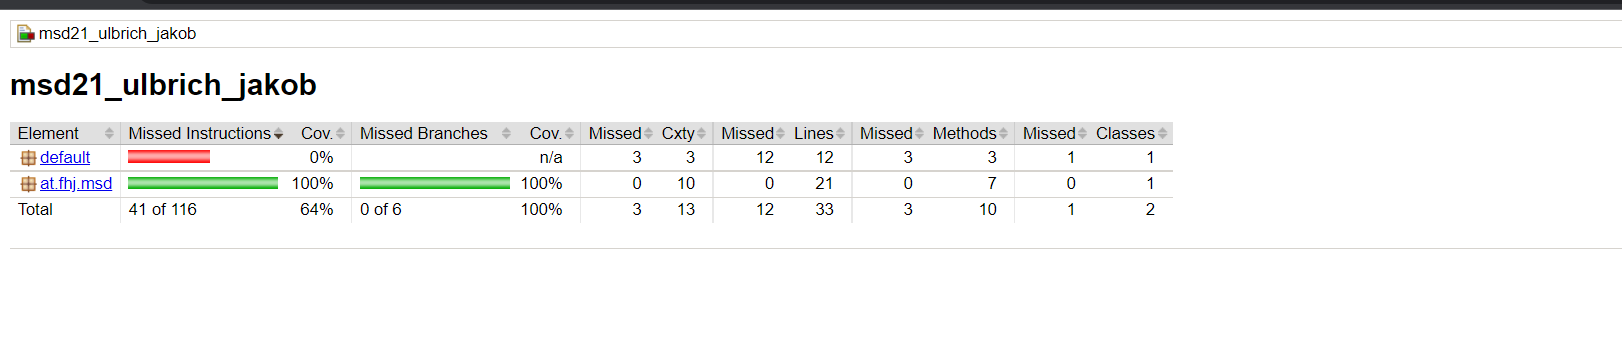 msd21_ulbrich_jakob
msd21_ulbrich_jakob
Element Missed Instructions Cov. Missed Branches Cov. Missed Cxty Missed Lines Missed Methods Missed Classes
default 0% n/a 3 3 12 12 3 3 1 1
at.fhj.msd 100% 100% 0 10 0 21 0 7 0 1
Total 41 of 116 64% 0 of 6 100% 3 13 12 33 3 10 1 2